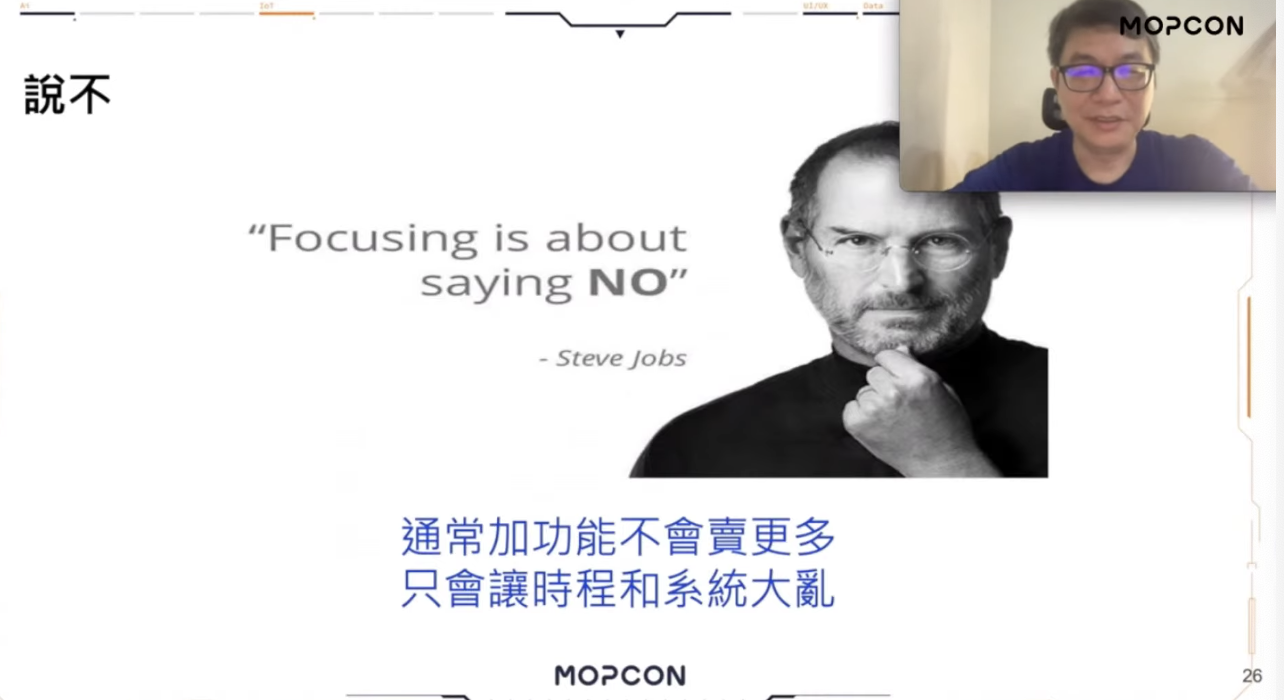 AI
IoT
UI/UX
Data
MOPCON
說不
“Focusing is about
saying NO”
- Steve Jobs
通常加功能不會賣更多
只會讓時程和系統大亂
MOPCON
26